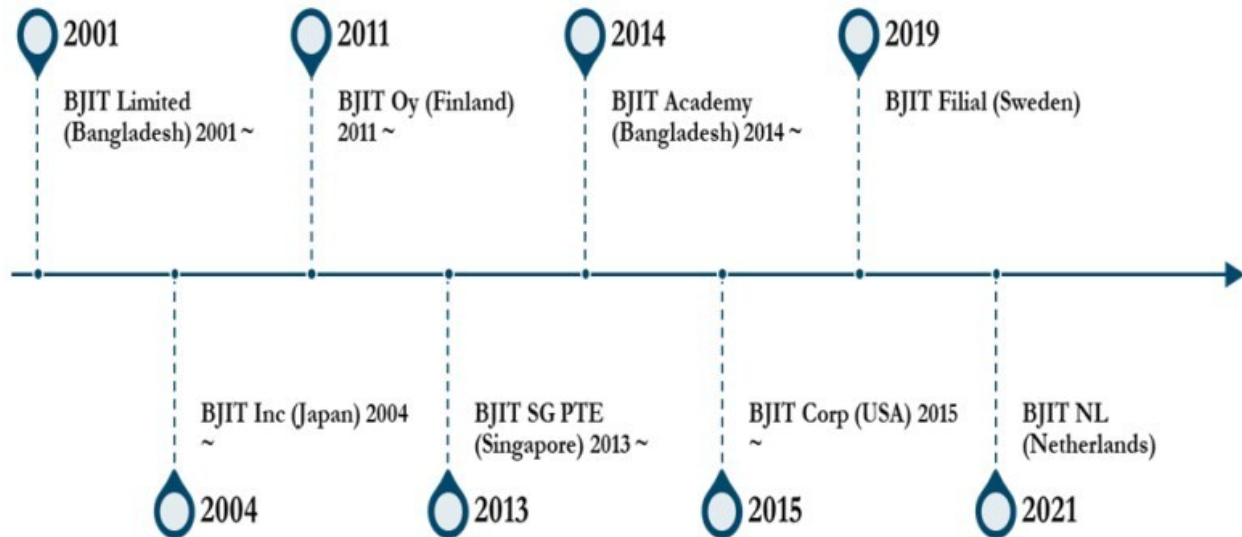 2001
BJIT Limited
(Bangladesh) 2001 ~
2011
BJIT Oy (Finland)
2011 ~
2014
BJIT Academy
(Bangladesh) 2014 ~
2019
BJIT Filial (Sweden)
BJIT Inc (Japan) 2004
~
2004
BJIT SG PTE
(Singapore) 2013 ~
2013
BJIT Corp (USA) 2015
~
2015
BJIT NL
(Netherlands)
2021